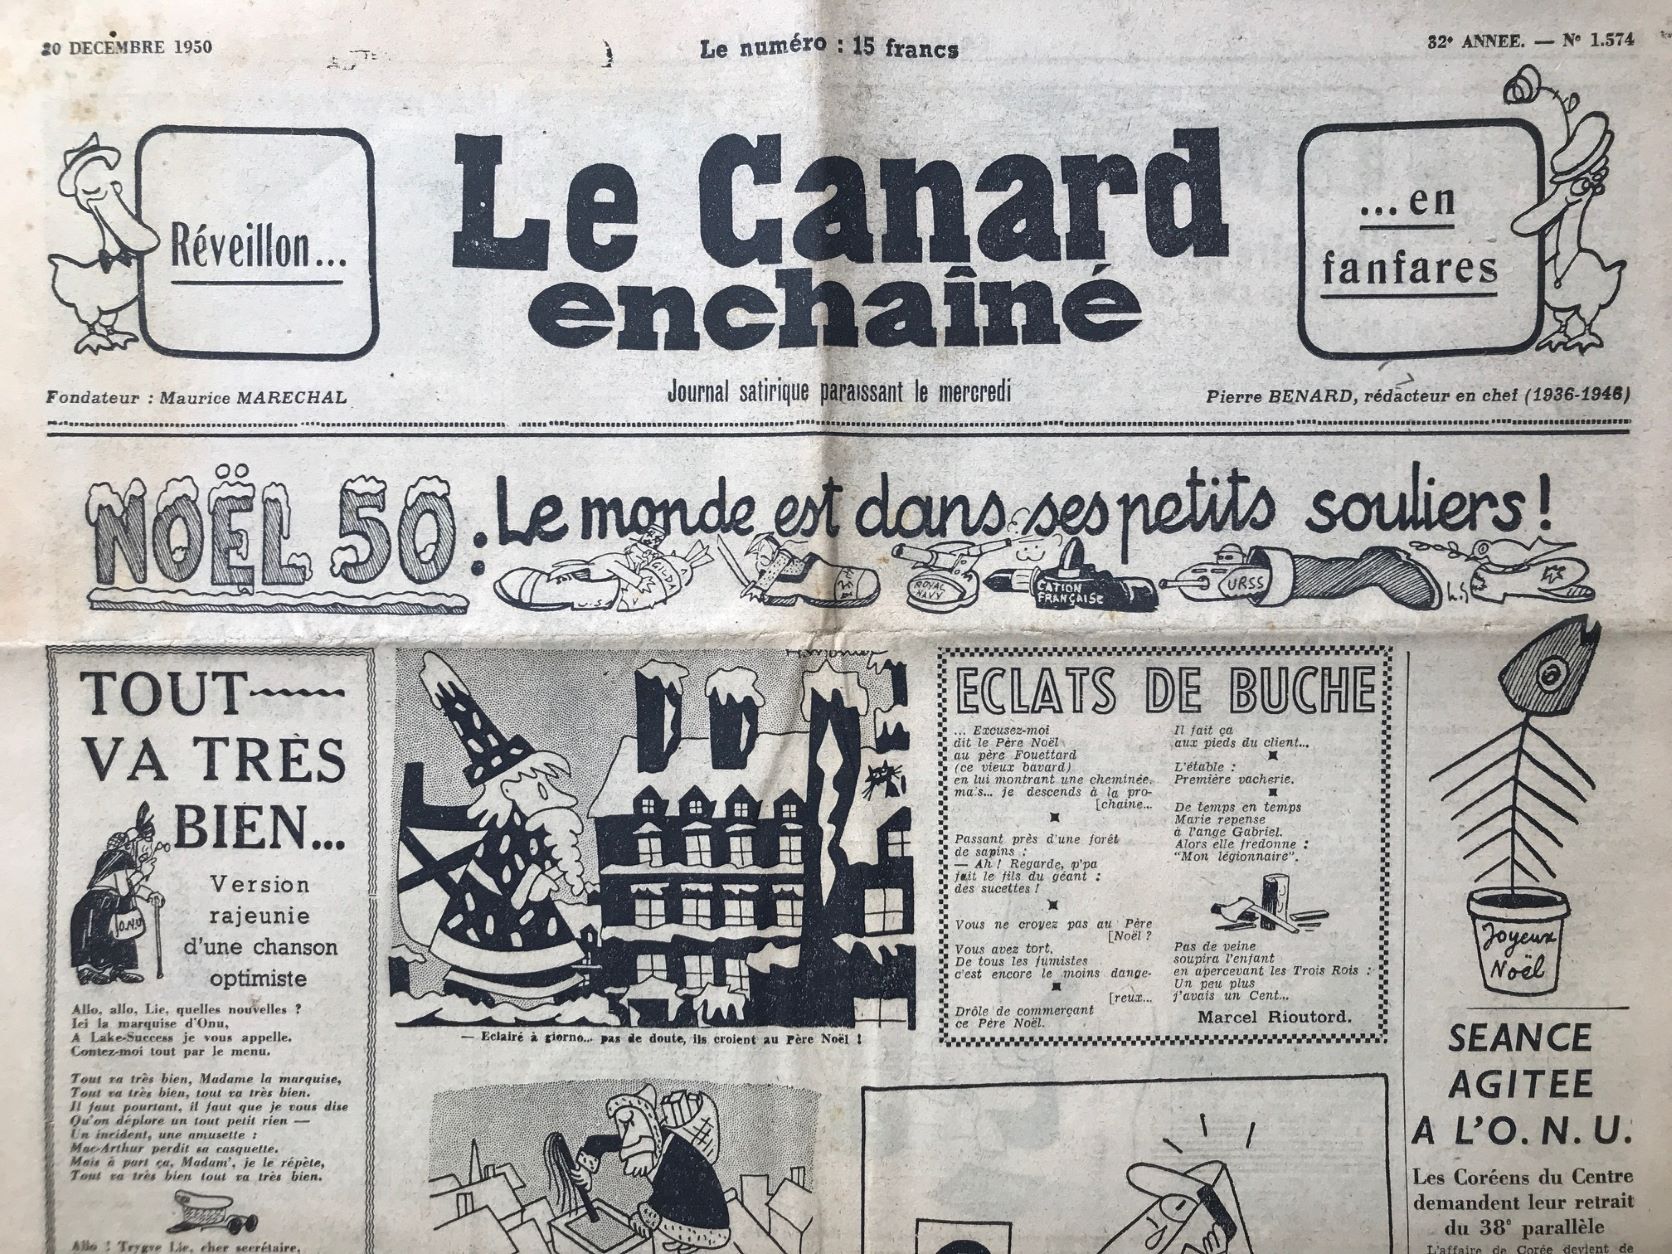 20 DECEMBRE 1950
Le numéro : 15 francs
32e ANNEE. — No 1.574
Réveillon...
Le Canard
enchaîné
...en
fanfares
Fondateur : Maurice MARECHAL
Journal satirique paraissant le mercredi
Pierre BENARD, rédacteur en chef (1936-1946)
NOËL 50 : Le monde est dans ses petits souliers !
U.S.
GILDA
ROYAL
NAVY
CATION
FRANÇAISE
URSS
TOUT
VA TRÈS
BIEN...
Version
rajeunie
d'une chanson
optimiste
O.N.U
Allo, allo, Lie, quelles nouvelles ?
Ici la marquise d'Onu,
A Lake-Success je vous appelle.
Contez-moi tout par le menu.
Tout va très bien, Madame la marquise,
Tout va très bien, tout va très bien.
Il faut pourtant, il faut que je vous dise
Qu'on déplore un tout petit rien —
Un incident, une amusette :
Mac-Arthur perdit sa casquette.
Mais à part ça, Madam', je le répète,
Tout va très bien tout va très bien.
Allo ! Trygve Lie, cher secrétaire,
— Eclairé à giorno... pas de doute, ils croient au Père Noël !
ECLATS DE BUCHE
... Excusez-moi
dit le Père Noël
au père Fouettard
(ce vieux bavard)
en lui montrant une cheminée,
ma's... je descends à la pro-
[chaine...
Passant près d'une forêt
de sapins :
— Ah ! Regarde, p'pa
fait le fils du géant :
des sucettes !
Vous ne croyez pas au Père
[Noël ?
Vous avez tort,
De tous les fumistes
c'est encore le moins dange-
[reux...
Drôle de commerçant
ce Père Noël.
Il fait ça
aux pieds du client...
L'étable :
Première vacherie.
De temps en temps
Marie repense
à l'ange Gabriel.
Alors elle fredonne :
"Mon légionnaire".
Pas de veine
soupira l'enfant
en apercevant les Trois Rois :
Un peu plus
j'avais un Cent...
Marcel Rioutord.
Joyeux
Noël
SEANCE
AGITEE
A L'O. N. U.
Les Coréens du Centre
demandent leur retrait
du 38e parallèle
L'affaire de Corée devient de